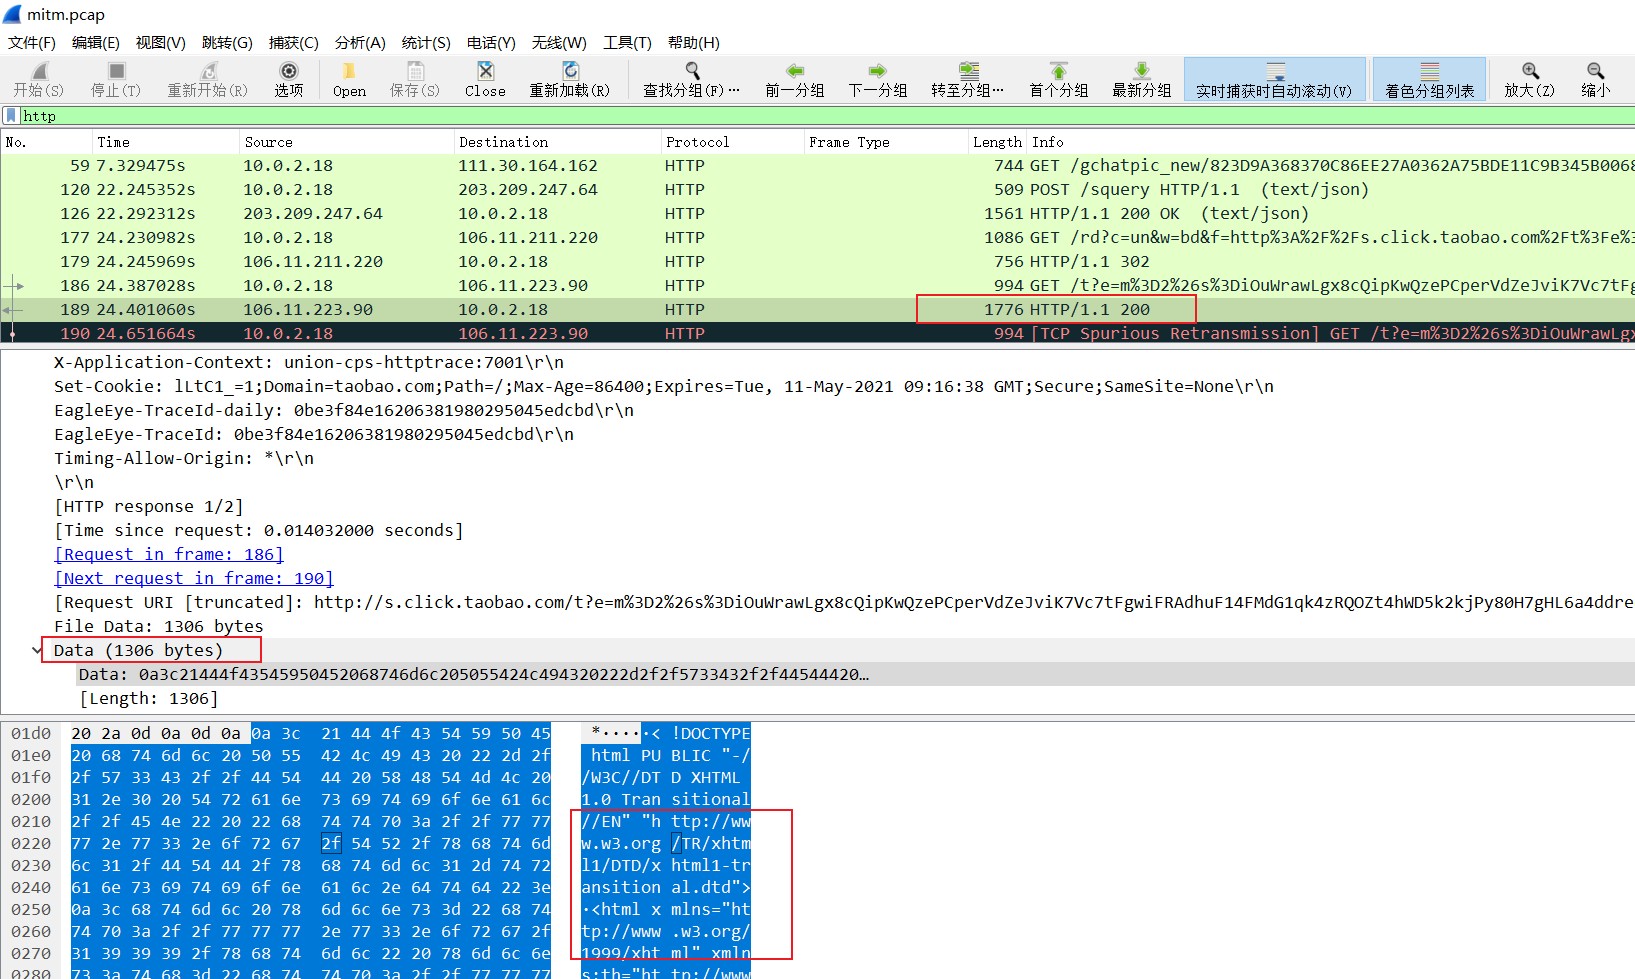 mitm.pcap
文件(F) 编辑(E) 视图(V) 跳转(G) 捕获(C) 分析(A) 统计(S) 电话(Y) 无线(W) 工具(T) 帮助(H)
开始(S) 停止(T) 重新开始(R) 选项 Open 保存(S) Close 重新加载(R) 查找分组(F)… 前一分组 下一分组 转至分组… 首个分组 最新分组 实时捕获时自动滚动(V) 着色分组列表 放大(Z) 缩小
http
No. Time Source Destination Protocol Frame Type Length Info
59 7.329475s 10.0.2.18 111.30.164.162 HTTP 744 GET /gchatpic_new/823D9A368370C86EE27A0362A75BDE11C9B345B0068
120 22.245352s 10.0.2.18 203.209.247.64 HTTP 509 POST /squery HTTP/1.1 (text/json)
126 22.292312s 203.209.247.64 10.0.2.18 HTTP 1561 HTTP/1.1 200 OK (text/json)
177 24.230982s 10.0.2.18 106.11.211.220 HTTP 1086 GET /rd?c=un&w=bd&f=http%3A%2F%2Fs.click.taobao.com%2Ft%3Fe%3
179 24.245969s 106.11.211.220 10.0.2.18 HTTP 756 HTTP/1.1 302
186 24.387028s 10.0.2.18 106.11.223.90 HTTP 994 GET /t?e=m%3D2%26s%3DiOuWrawLgx8cQipKwQzePCperVdZeJviK7Vc7tFg
189 24.401060s 106.11.223.90 10.0.2.18 HTTP 1776 HTTP/1.1 200
190 24.651664s 10.0.2.18 106.11.223.90 HTTP 994 [TCP Spurious Retransmission] GET /t?e=m%3D2%26s%3DiOuWrawLgx
X-Application-Context: union-cps-httptrace:7001\r\n
Set-Cookie: lLtC1_=1;Domain=taobao.com;Path=/;Max-Age=86400;Expires=Tue, 11-May-2021 09:16:38 GMT;Secure;SameSite=None\r\n
EagleEye-TraceId-daily: 0be3f84e16206381980295045edcbd\r\n
EagleEye-TraceId: 0be3f84e16206381980295045edcbd\r\n
Timing-Allow-Origin: *\r\n
\r\n
[HTTP response 1/2]
[Time since request: 0.014032000 seconds]
[Request in frame: 186]
[Next request in frame: 190]
[Request URI [truncated]: http://s.click.taobao.com/t?e=m%3D2%26s%3DiOuWrawLgx8cQipKwQzePCperVdZeJviK7Vc7tFgwiFRAdhuF14FMdG1qk4zRQOZt4hWD5k2kjPy80H7gHL6a4ddre
File Data: 1306 bytes
Data (1306 bytes)
Data: 0a3c21444f43545950452068746d6c205055424c494320222d2f2f5733432f2f44544420…
[Length: 1306]
01d0 20 2a 0d 0a 0d 0a 0a 3c 21 44 4f 43 54 59 50 45 *·····< !DOCTYPE
01e0 20 68 74 6d 6c 20 50 55 42 4c 49 43 20 22 2d 2f html PU BLIC "-/
01f0 2f 57 33 43 2f 2f 44 54 44 20 58 48 54 4d 4c 20 /W3C//DT D XHTML
0200 31 2e 30 20 54 72 61 6e 73 69 74 69 6f 6e 61 6c 1.0 Tran sitional
0210 2f 2f 45 4e 22 20 22 68 74 74 70 3a 2f 2f 77 77 //EN" "h ttp://ww
0220 77 2e 77 33 2e 6f 72 67 2f 54 52 2f 78 68 74 6d w.w3.org /TR/xhtm
0230 6c 31 2f 44 54 44 2f 78 68 74 6d 6c 31 2d 74 72 l1/DTD/x html1-tr
0240 61 6e 73 69 74 69 6f 6e 61 6c 2e 64 74 64 22 3e ansition al.dtd">
0250 0a 3c 68 74 6d 6c 20 78 6d 6c 6e 73 3d 22 68 74 ·<html x mlns="ht
0260 74 70 3a 2f 2f 77 77 77 2e 77 33 2e 6f 72 67 2f tp://www .w3.org/
0270 31 39 39 39 2f 78 68 74 6d 6c 22 20 78 6d 6c 6e 1999/xht ml" xmln
0280 73 3a 74 68 3d 22 68 74 74 70 3a 2f 2f 77 77 77 s:th="ht tp://www